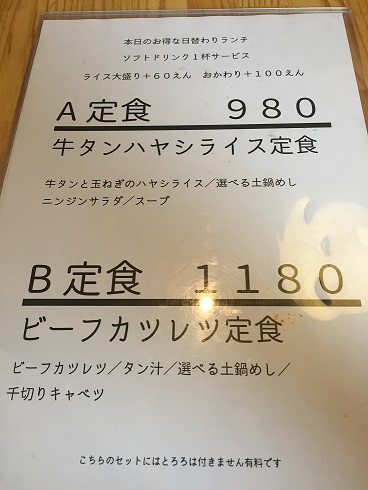 本日のお得な日替わりランチ
ソフトドリンク１杯サービス
ライス大盛り＋６０えん　おかわり＋１００えん
Ａ定食　　９８０
牛タンハヤシライス定食
牛タンと玉ねぎのハヤシライス／選べる土鍋めし
ニンジンサラダ／スープ
Ｂ定食　１１８０
ビーフカツレツ定食
ビーフカツレツ／タン汁／選べる土鍋めし／
千切りキャベツ
こちらのセットにはとろろは付きません有料です